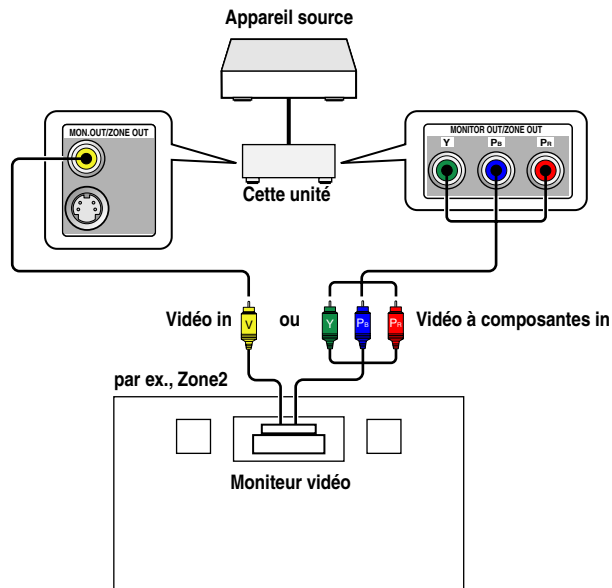 Appareil source
MON.OUT/ZONE OUT
MONITOR OUT/ZONE OUT
Y PB PR
Cette unité
Vidéo in V ou Y PB PR Vidéo à composantes in
par ex., Zone2
Moniteur vidéo